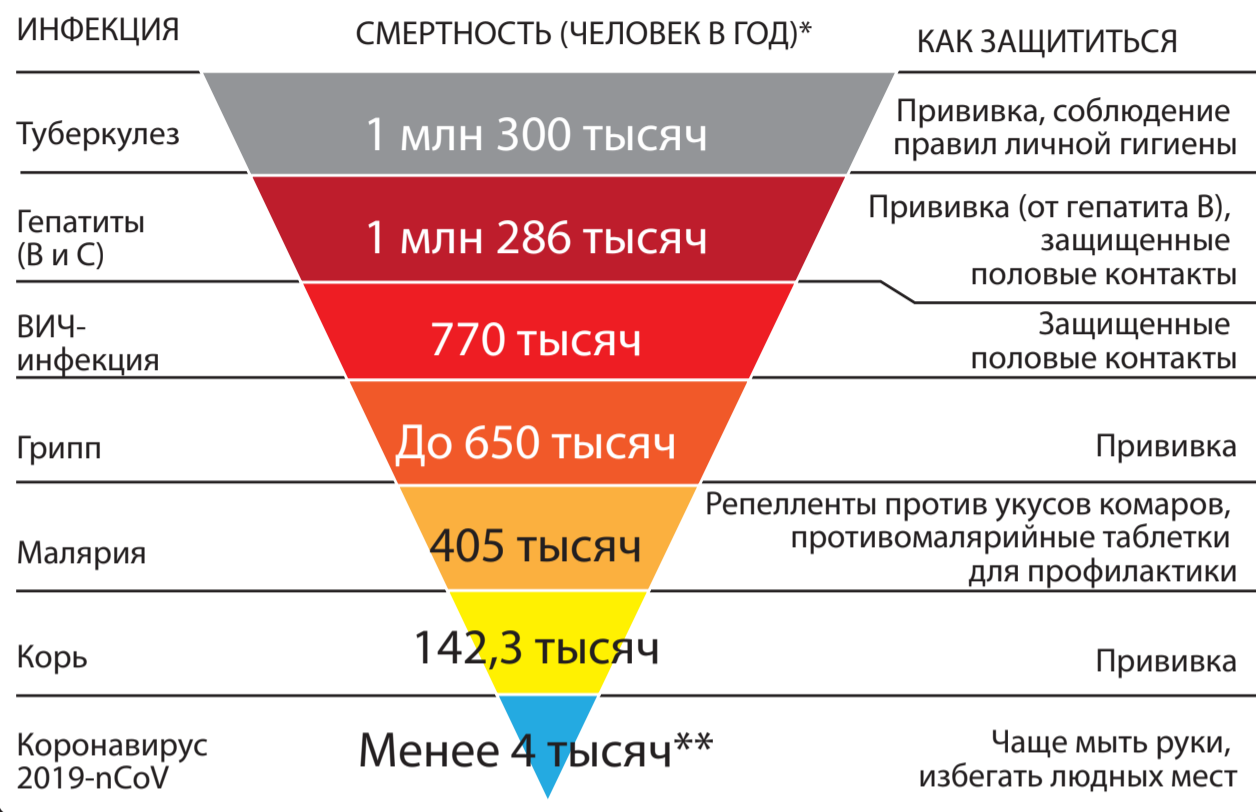 ИНФЕКЦИЯ
СМЕРТНОСТЬ (ЧЕЛОВЕК В ГОД)*
КАК ЗАЩИТИТЬСЯ
Туберкулез
1 млн 300 тысяч
Прививка, соблюдение
правил личной гигиены
Гепатиты
(В и С)
1 млн 286 тысяч
Прививка (от гепатита В),
защищенные
половые контакты
ВИЧ-
инфекция
770 тысяч
Защищенные
половые контакты
Грипп
До 650 тысяч
Прививка
Малярия
405 тысяч
Репелленты против укусов комаров,
противомалярийные таблетки
для профилактики
Корь
142,3 тысяч
Прививка
Коронавирус
2019-nCoV
Менее 4 тысяч**
Чаще мыть руки,
избегать людных мест